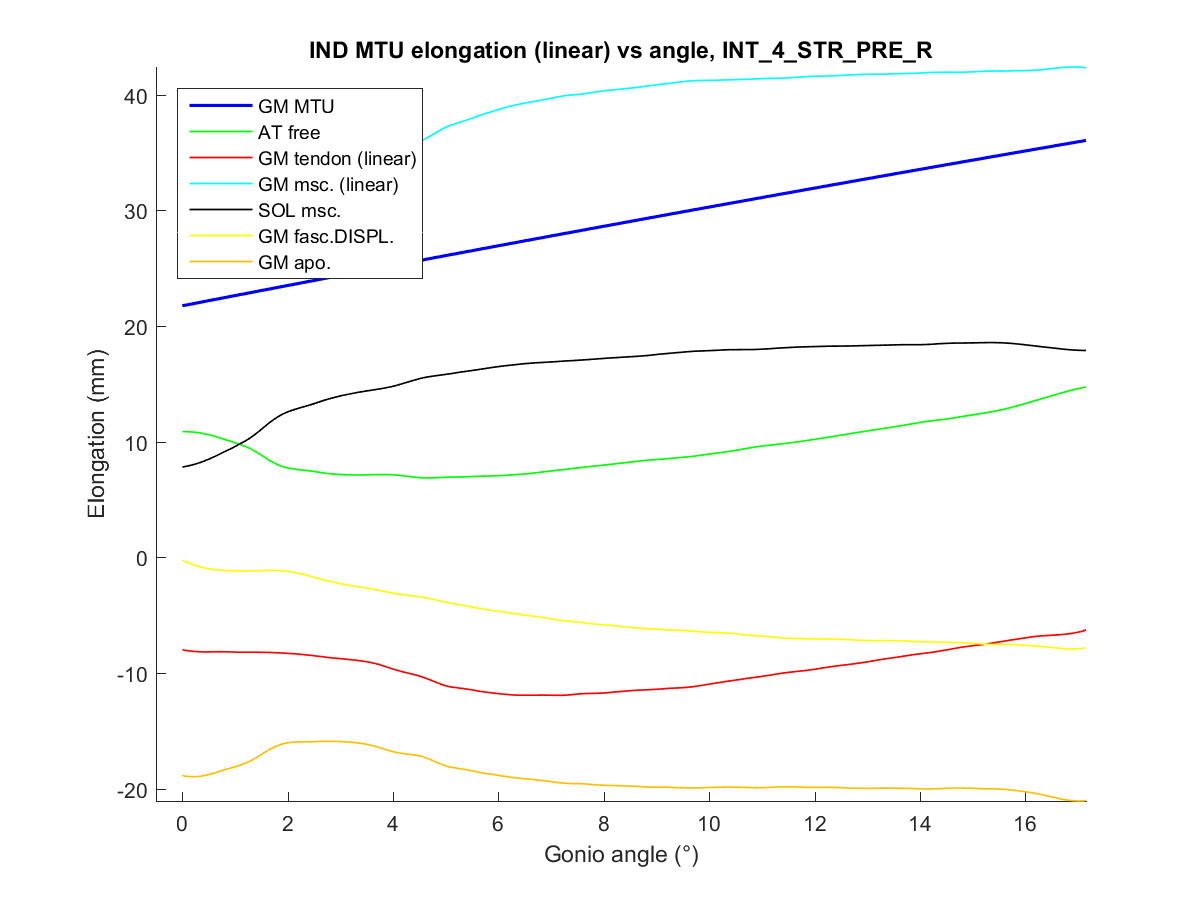 IND MTU elongation (linear) vs angle, INT_4_STR_PRE_R
GM MTU
AT free
GM tendon (linear)
GM msc. (linear)
SOL msc.
GM fasc.DISPL.
GM apo.
40
30
20
10
0
-10
-20
Elongation (mm)
0 2 4 6 8 10 12 14 16
Gonio angle (°)